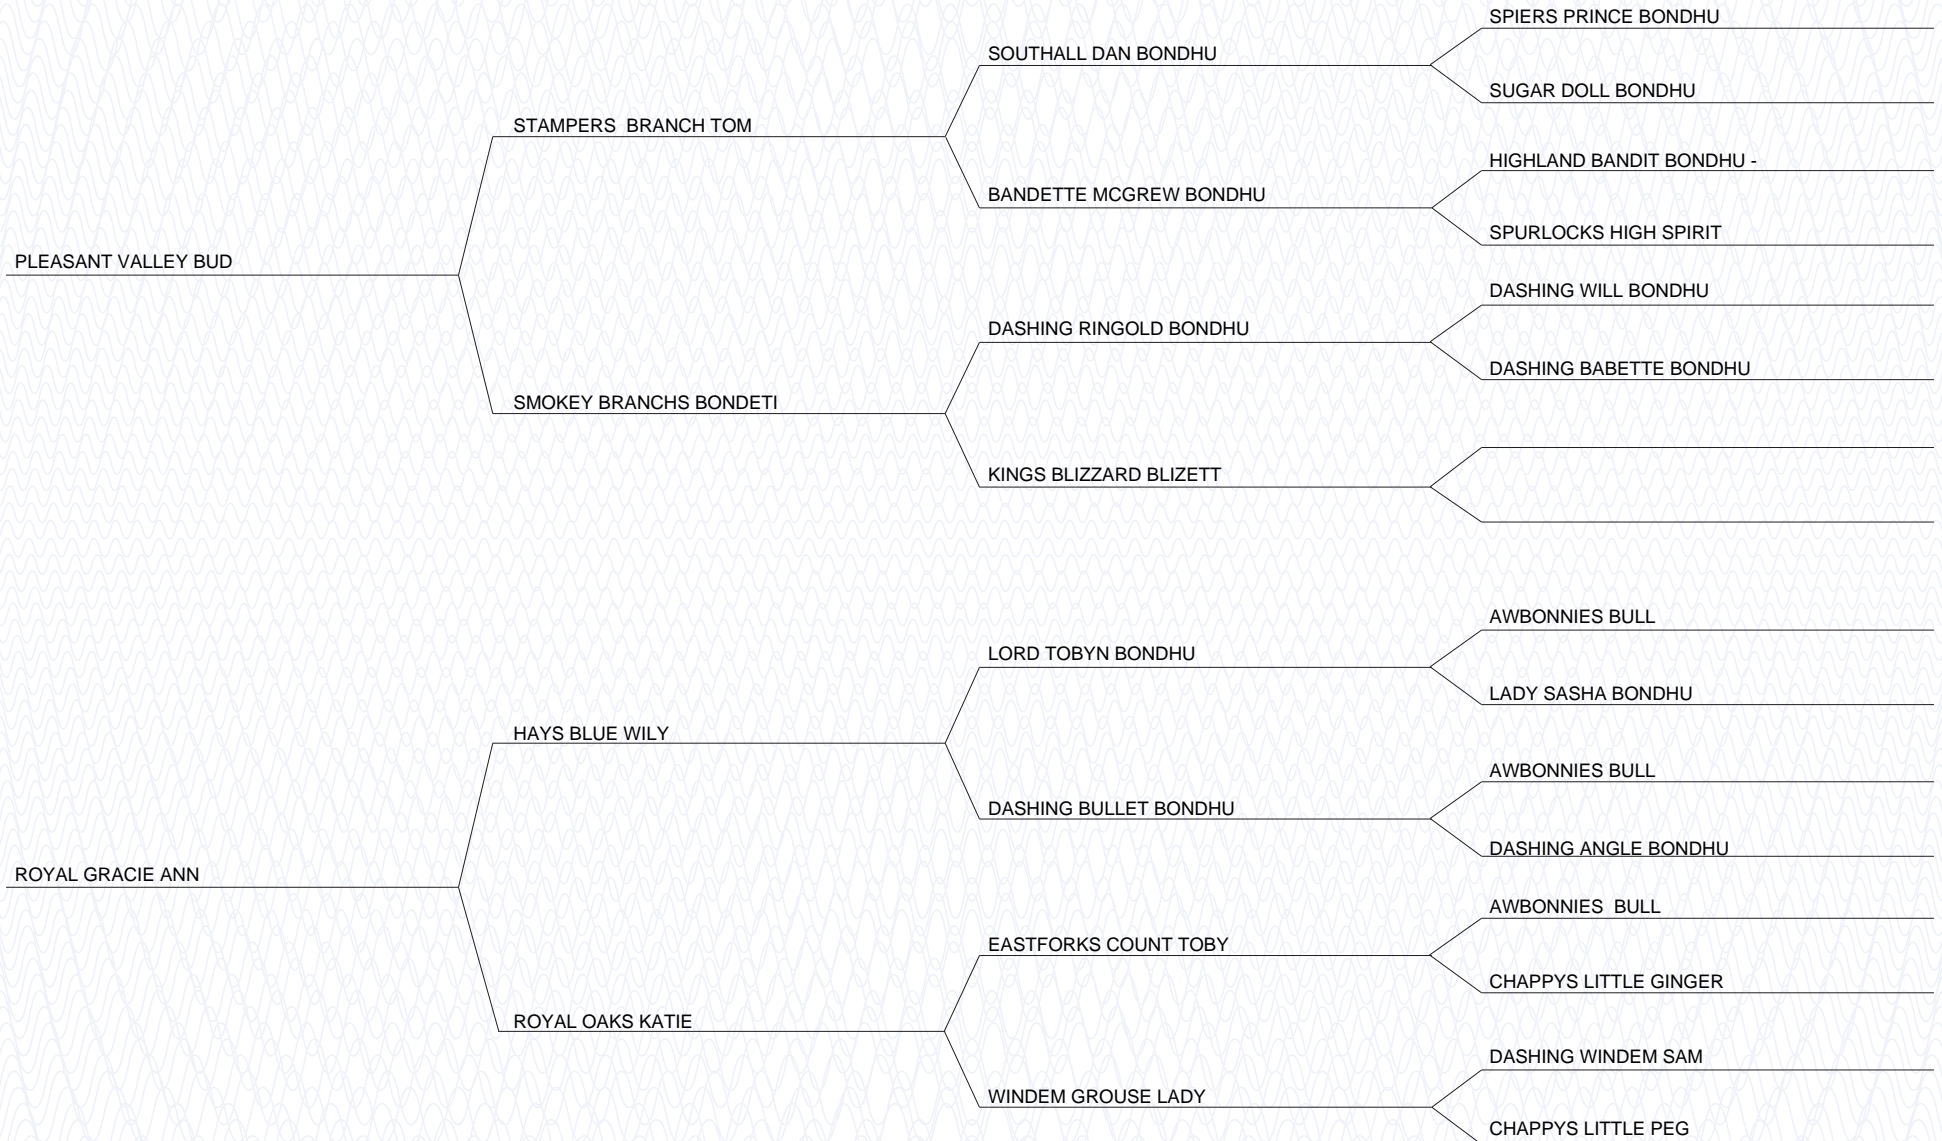 SPIERS PRINCE BONDHU
SOUTHALL DAN BONDHU
SUGAR DOLL BONDHU
STAMPERS  BRANCH TOM
HIGHLAND BANDIT BONDHU -
BANDETTE MCGREW BONDHU
SPURLOCKS HIGH SPIRIT
PLEASANT VALLEY BUD
DASHING WILL BONDHU
DASHING RINGOLD BONDHU
DASHING BABETTE BONDHU
SMOKEY BRANCHS BONDETI
KINGS BLIZZARD BLIZETT
AWBONNIES BULL
LORD TOBYN BONDHU
LADY SASHA BONDHU
HAYS BLUE WILY
AWBONNIES BULL
DASHING BULLET BONDHU
DASHING ANGLE BONDHU
ROYAL GRACIE ANN
AWBONNIES  BULL
EASTFORKS COUNT TOBY
CHAPPYS LITTLE GINGER
ROYAL OAKS KATIE
DASHING WINDEM SAM
WINDEM GROUSE LADY
CHAPPYS LITTLE PEG